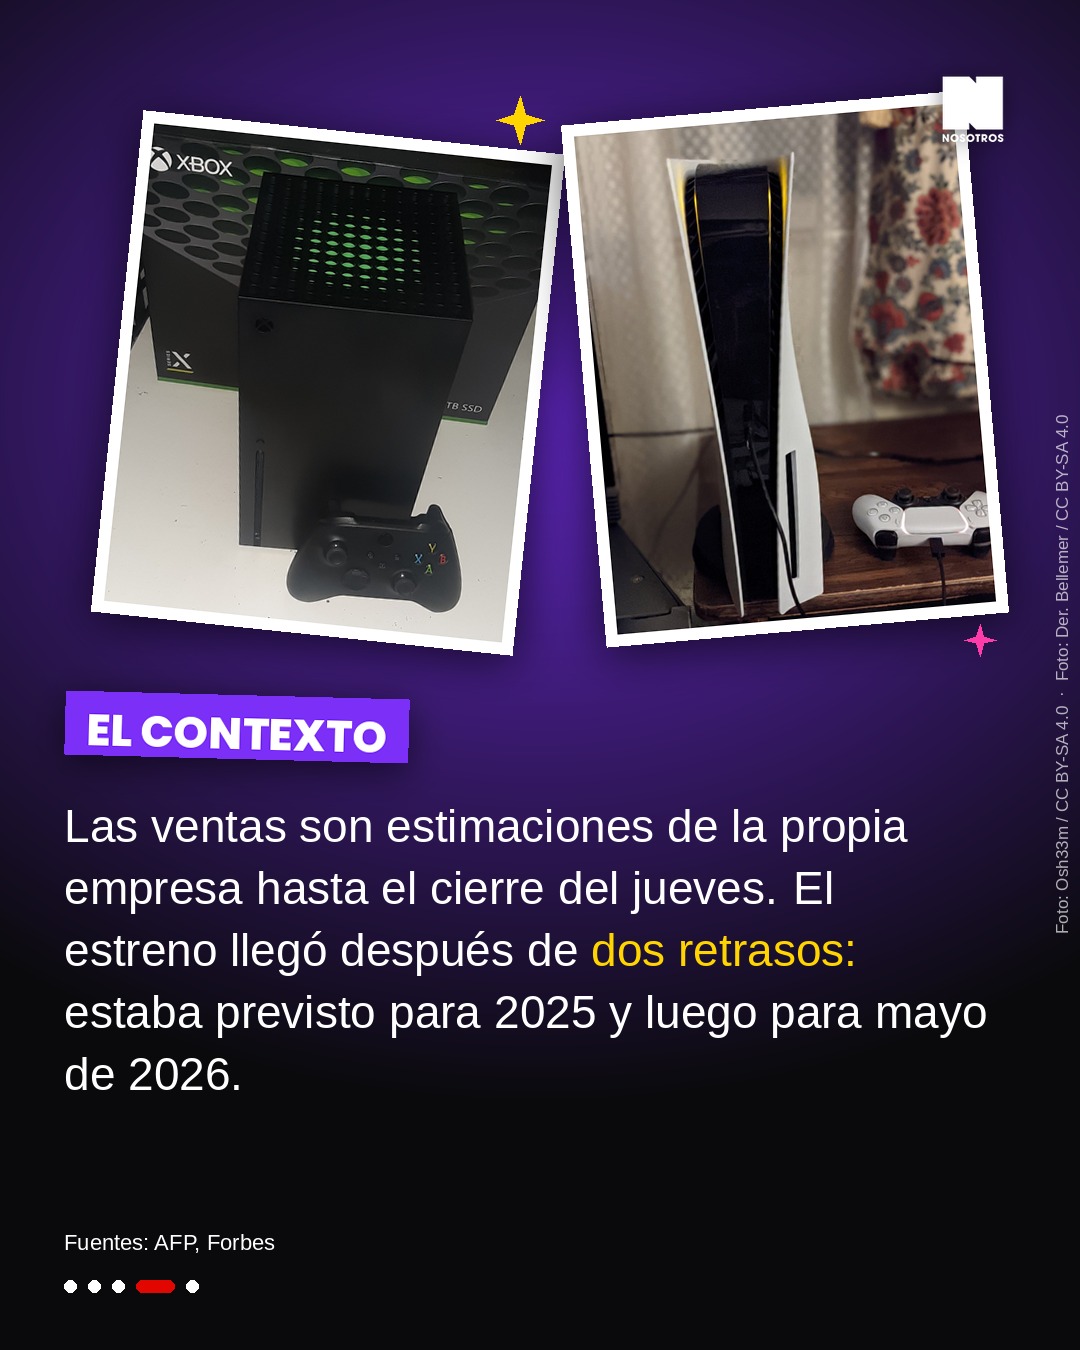 XBOX
SERIES X
TB SSD
Y
X
B
A
N
NOSOTROS
EL CONTEXTO
Las ventas son estimaciones de la propia
empresa hasta el cierre del jueves. El
estreno llegó después de dos retrasos:
estaba previsto para 2025 y luego para mayo
de 2026.
Fuentes: AFP, Forbes
Foto: Osh33m / CC BY-SA 4.0 · Foto: Der. Bellemer / CC BY-SA 4.0